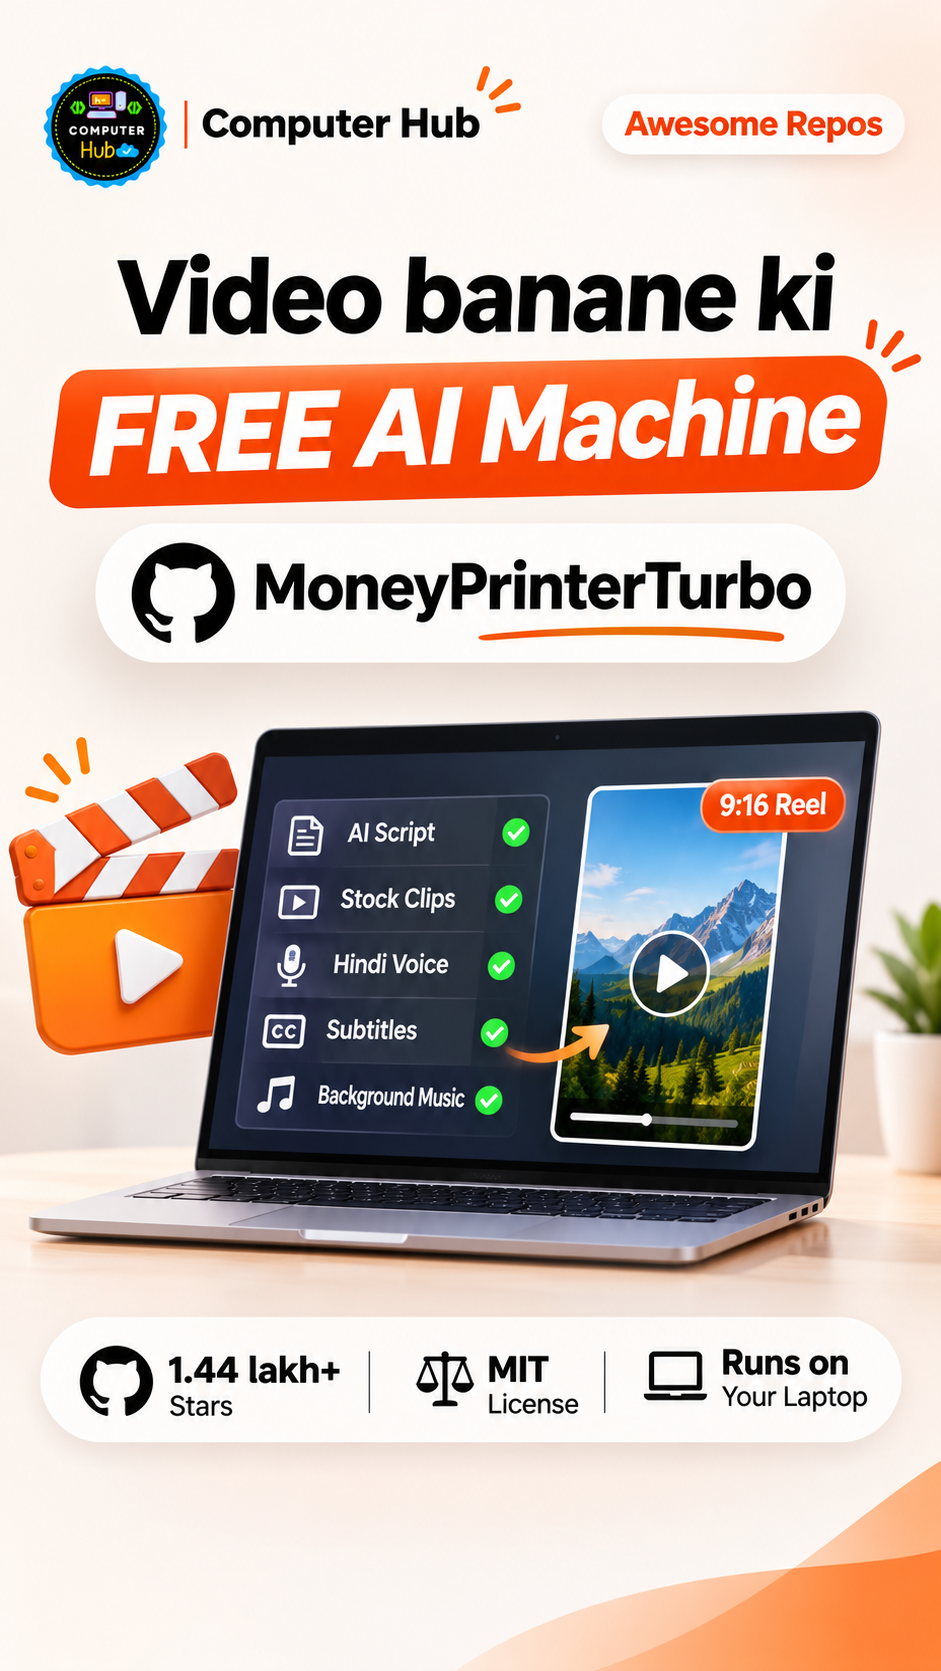 COMPUTER
Hub
Computer Hub
Awesome Repos
Video banane ki
FREE AI Machine
MoneyPrinterTurbo
AI Script
Stock Clips
Hindi Voice
CC Subtitles
Background Music
9:16 Reel
1.44 lakh+
Stars
MIT
License
Runs on
Your Laptop